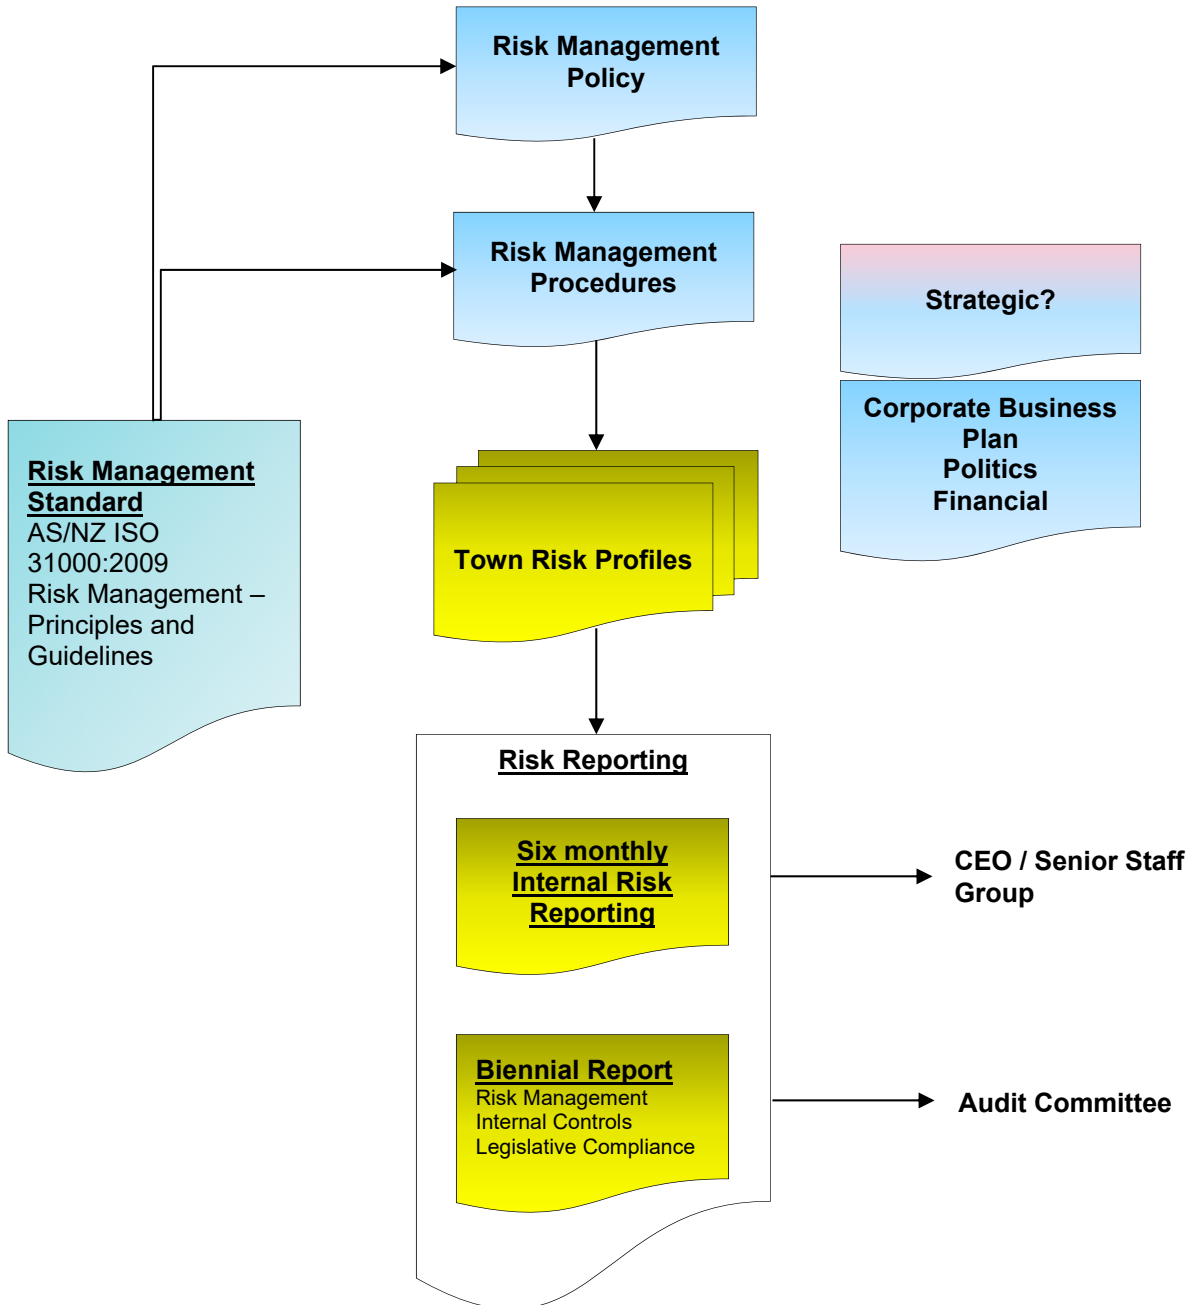 Risk Management
Policy
Risk Management
Procedures
Strategic?
Corporate Business
Plan
Politics
Financial
Risk Management
Standard
AS/NZ ISO
31000:2009
Risk Management –
Principles and
Guidelines
Town Risk Profiles
Risk Reporting
Six monthly
Internal Risk
Reporting
CEO / Senior Staff
Group
Biennial Report
Risk Management
Internal Controls
Legislative Compliance
Audit Committee